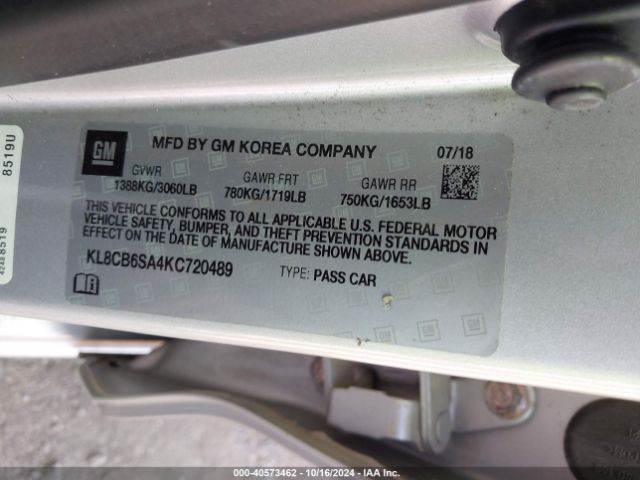 GM
MFD BY GM KOREA COMPANY
07/18
GVWR
GAWR FRT
GAWR RR
1388KG/3060LB
780KG/1719LB
750KG/1653LB
THIS VEHICLE CONFORMS TO ALL APPLICABLE U.S. FEDERAL MOTOR
VEHICLE SAFETY, BUMPER, AND THEFT PREVENTION STANDARDS IN
EFFECT ON THE DATE OF MANUFACTURE SHOWN ABOVE.
KL8CB6SA4KC720489
TYPE: PASS CAR
8519U
42488519
000-40573462 - 10/16/2024 - IAA Inc.